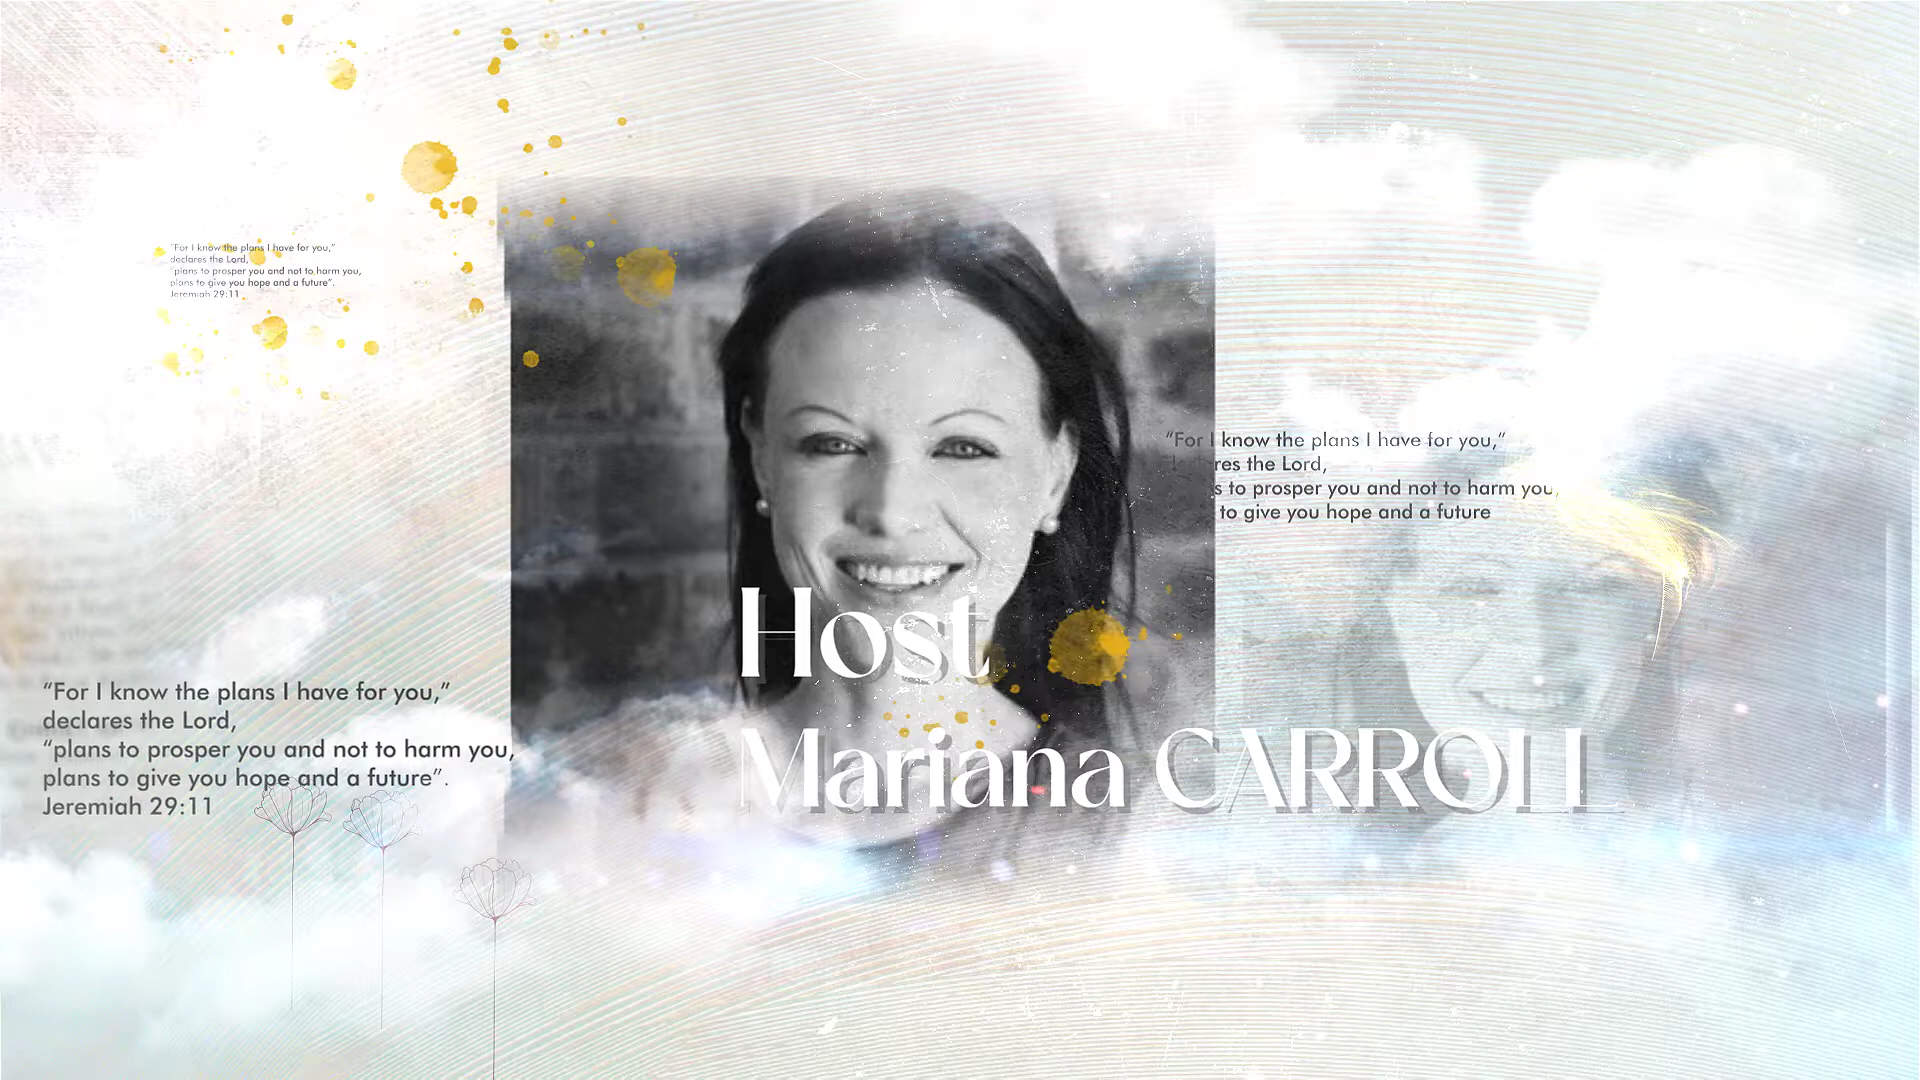 “For I know the plans I have for you,”
declares the Lord,
“plans to prosper you and not to harm you,
plans to give you hope and a future”.
Jeremiah 29:11
“For I know the plans I have for you,”
res the Lord,
s to prosper you and not to harm you,
to give you hope and a future
Host
Mariana CARROLL
“For I know the plans I have for you,”
declares the Lord,
“plans to prosper you and not to harm you,
plans to give you hope and a future”.
Jeremiah 29:11